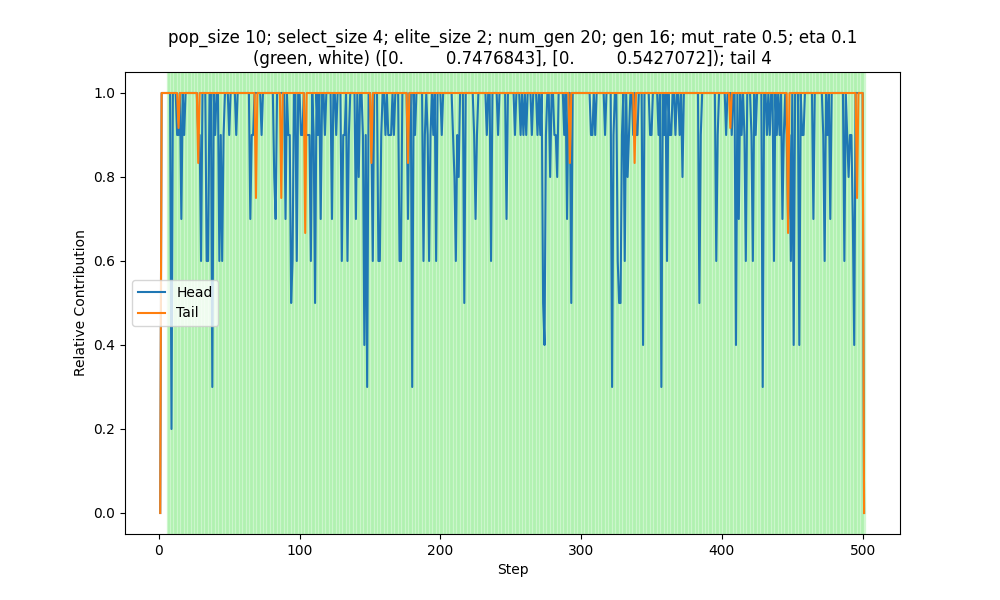 pop_size 10; select_size 4; elite_size 2; num_gen 20; gen 16; mut_rate 0.5; eta 0.1
(green, white) ([0. 0.7476843], [0. 0.5427072]); tail 4
1.0
0.8
0.6
0.4
0.2
0.0
Relative Contribution
Head
Tail
0 100 200 300 400 500
Step